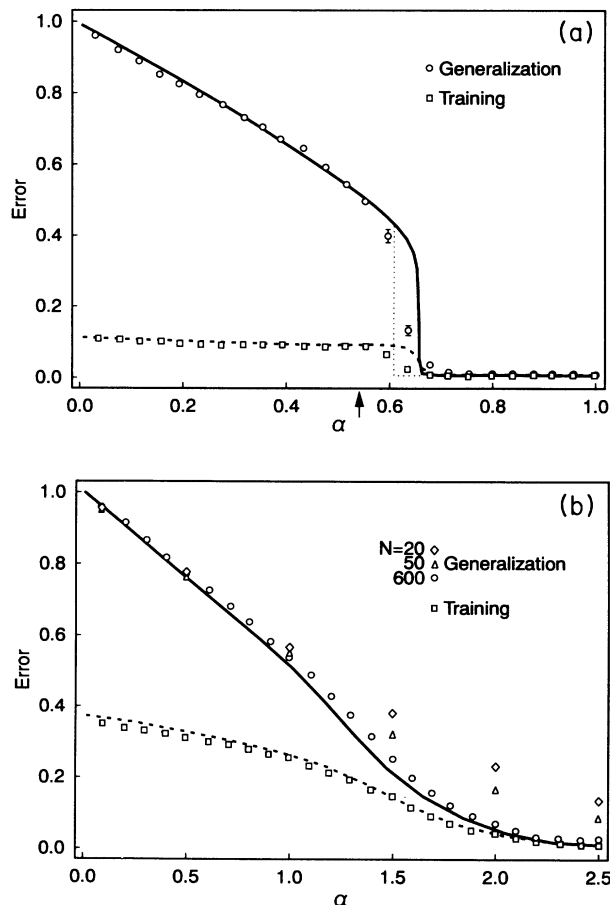 (a)
○ Generalization
□ Training
1.0
0.8
0.6
0.4
0.2
0.0
Error
0.0 0.2 0.4 0.6 0.8 1.0
α
(b)
N=20 ◇
50 △ Generalization
600 ○
□ Training
1.0
0.8
0.6
0.4
0.2
0.0
Error
0.0 0.5 1.0 1.5 2.0 2.5
α